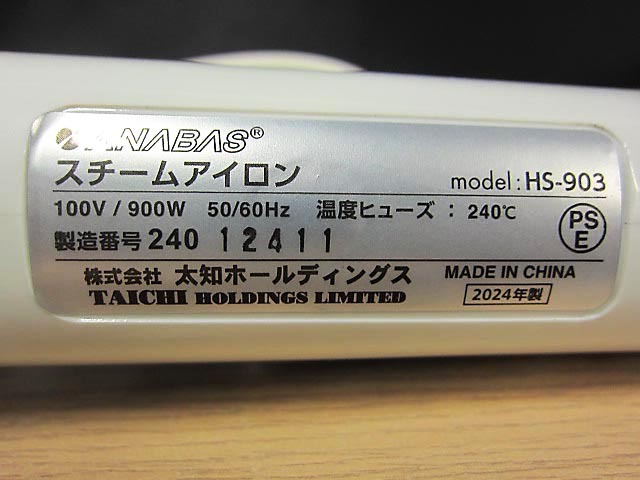 ANABAS®
スチームアイロン model : HS-903
100V / 900W 50/60Hz 温度ヒューズ : 240℃
製造番号 240 12411
PS
E
株式会社 太知ホールディングス MADE IN CHINA
TAICHI HOLDINGS LIMITED 2024年製